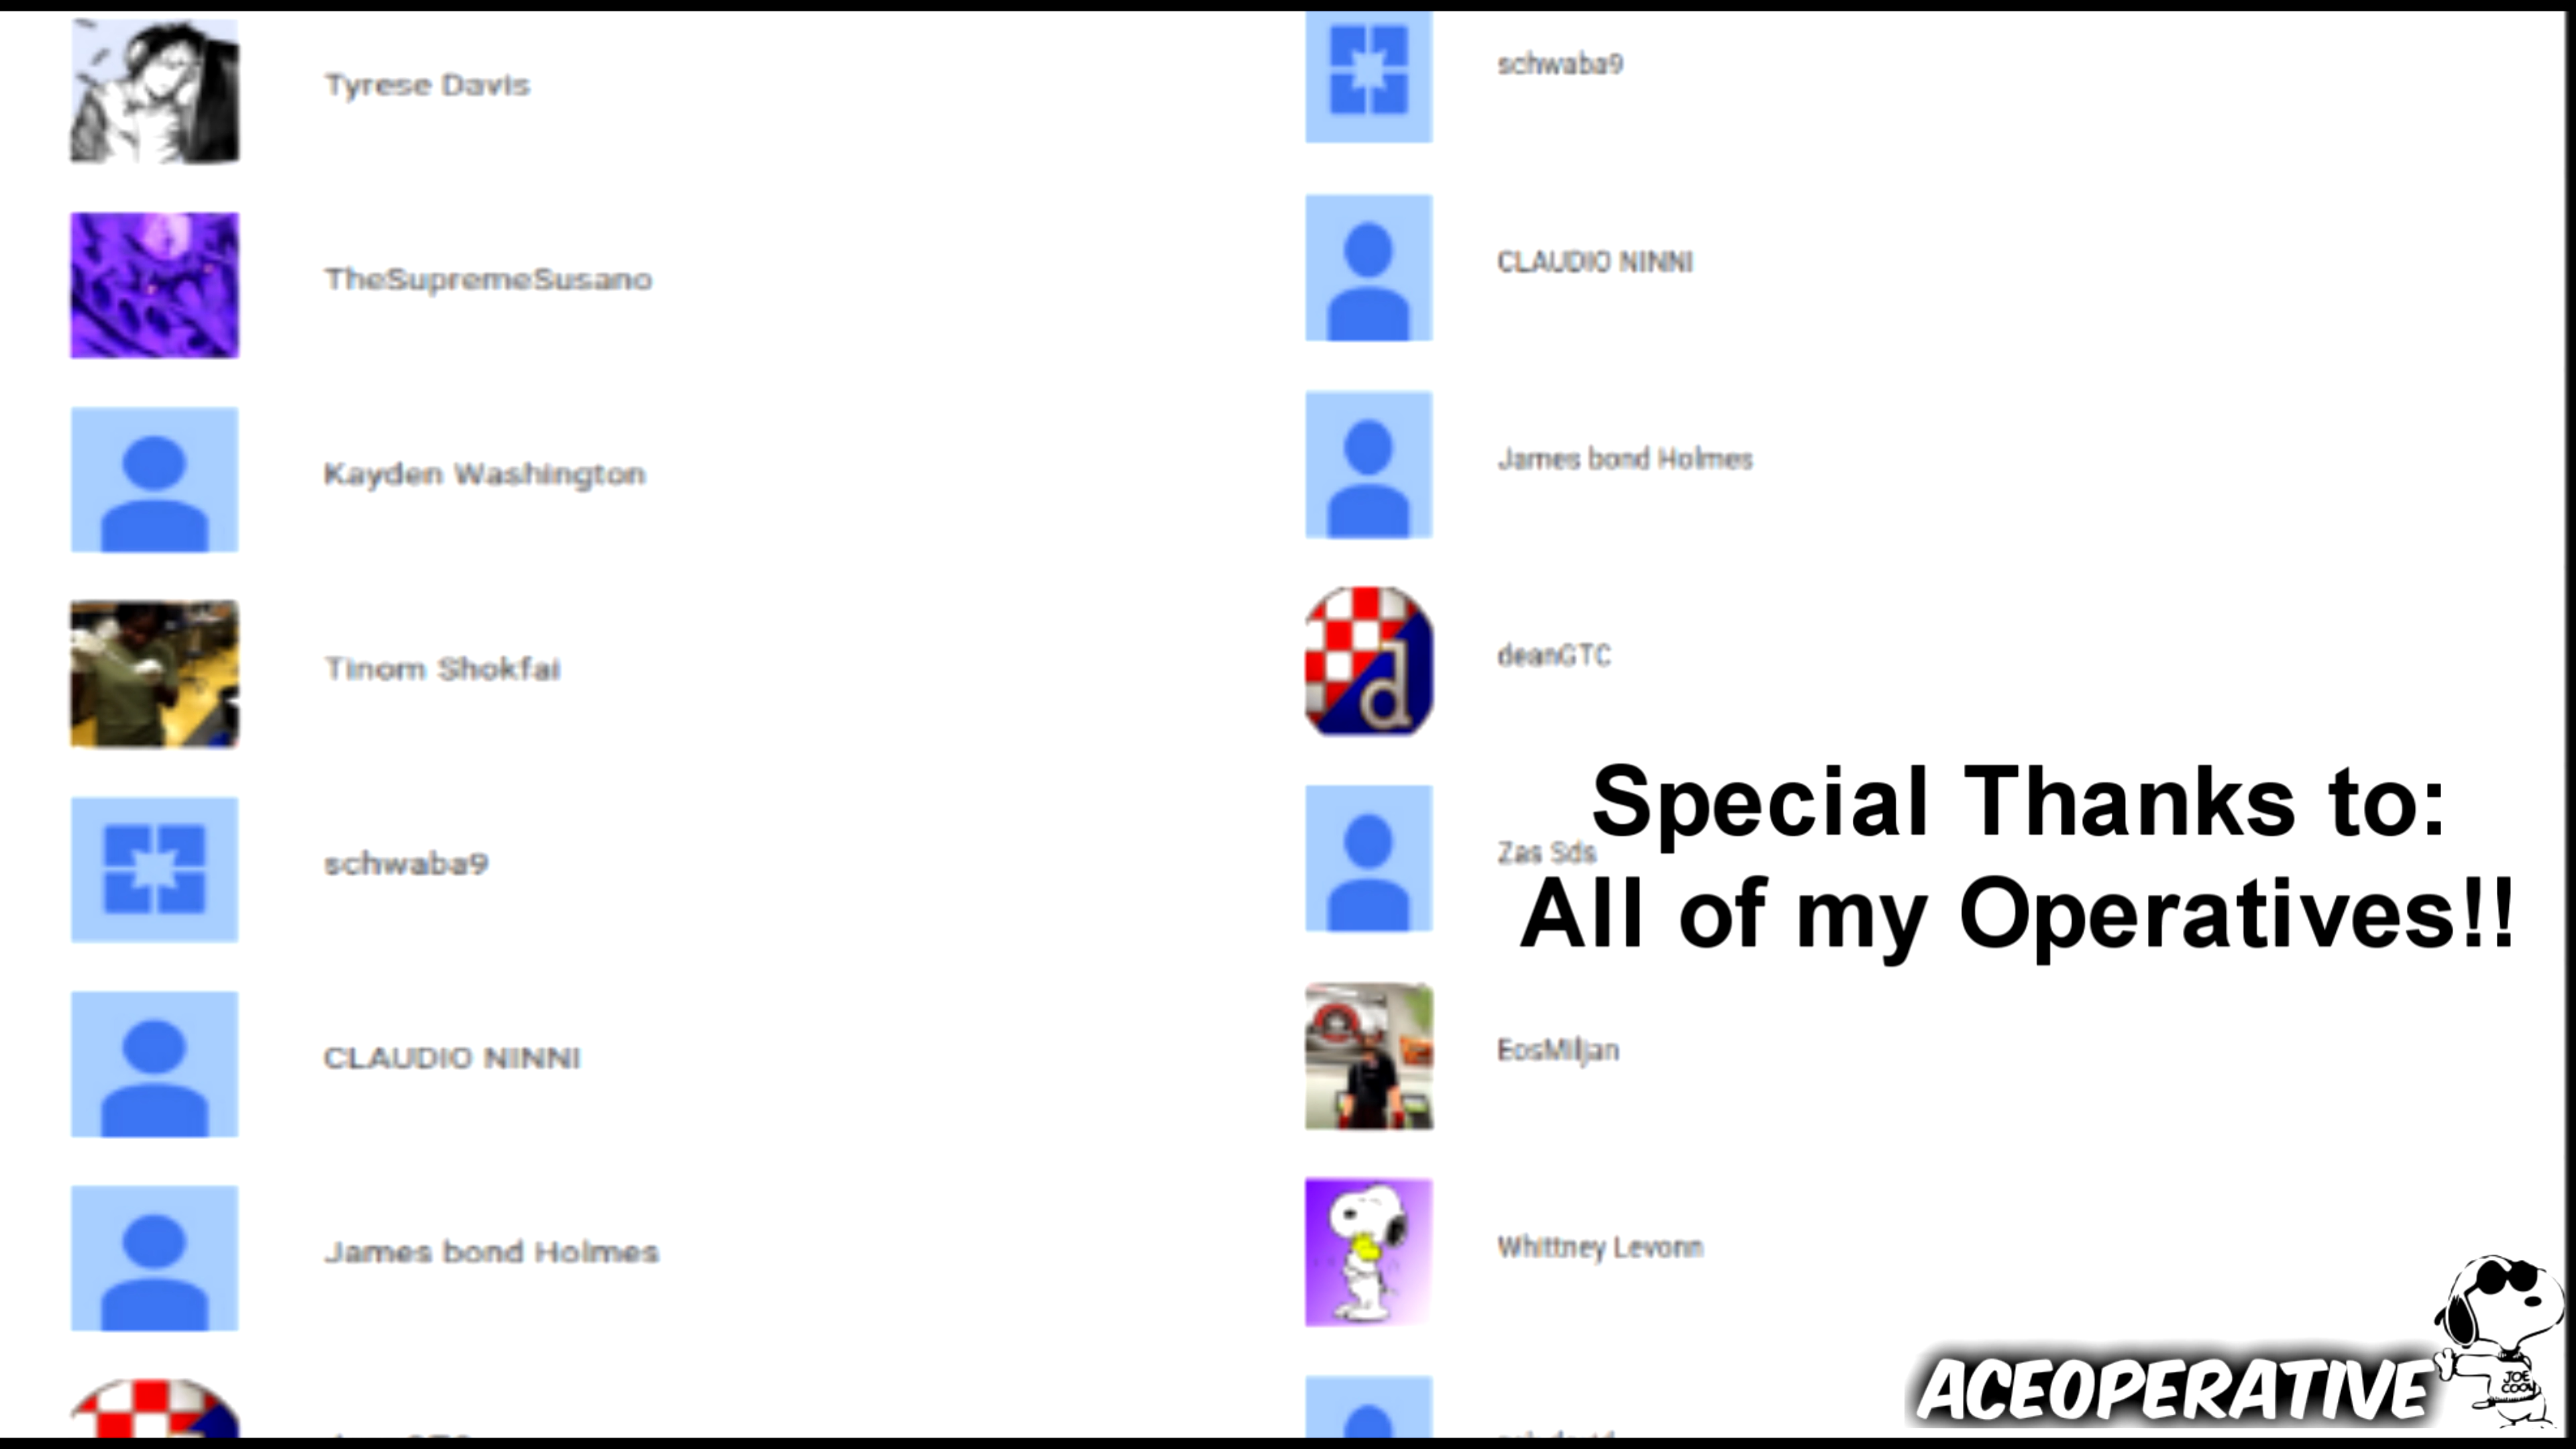 Tyrese Davis
TheSupremeSusano
Kayden Washington
Tinom Shokfai
schwaba9
CLAUDIO NINNI
James bond Holmes
schwaba9
CLAUDIO NINNI
James bond Holmes
deanGTC
Zas Sds
EosMiljan
Whittney Levonn
Special Thanks to:
All of my Operatives!!
ACEOPERATIVE
JOE
COOL